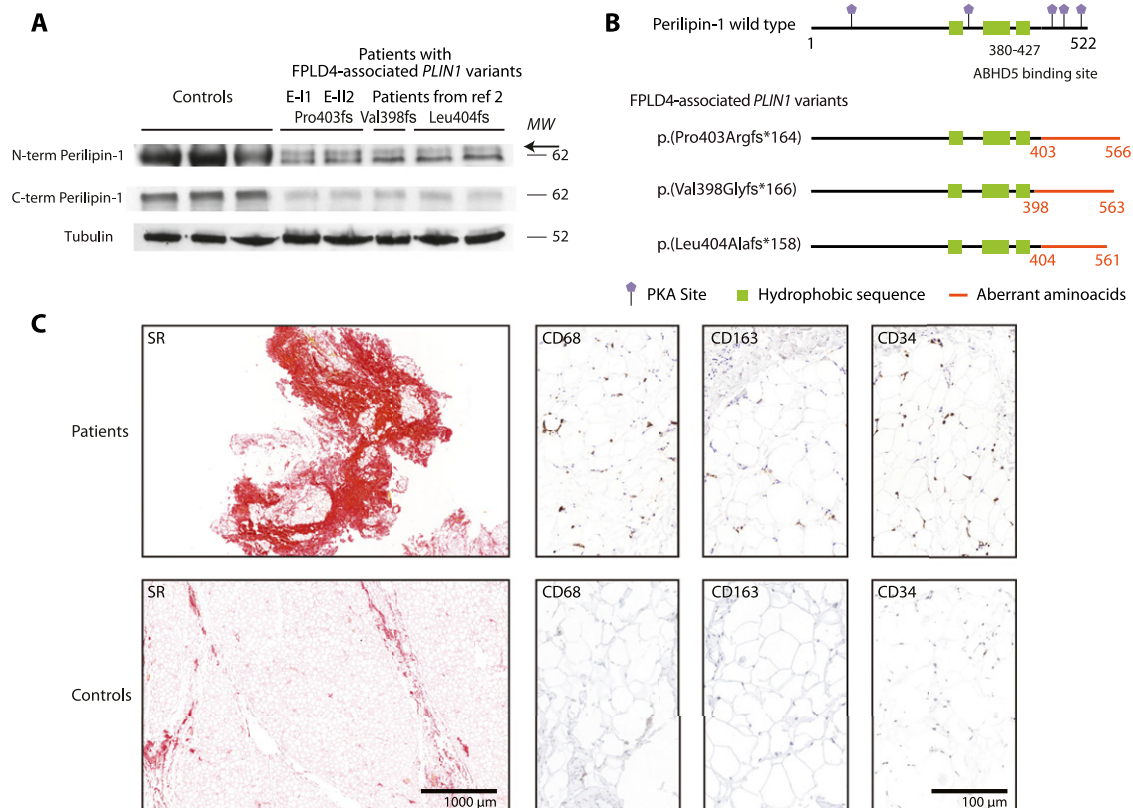 A
Patients with
FPLD4-associated PLIN1 variants
Controls
E-I1 E-II2 Patients from ref 2
Pro403fs Val398fs Leu404fs
MW
N-term Perilipin-1
62
C-term Perilipin-1
62
Tubulin
52
B
Perilipin-1 wild type
1
380-427
522
ABHD5 binding site
FPLD4-associated PLIN1 variants
p.(Pro403Argfs*164)
403
566
p.(Val398Glyfs*166)
398
563
p.(Leu404Alafs*158)
404
561
PKA Site
Hydrophobic sequence
Aberrant aminoacids
C
Patients
SR
CD68
CD163
CD34
Controls
SR
CD68
CD163
CD34
1000 µm
100 µm